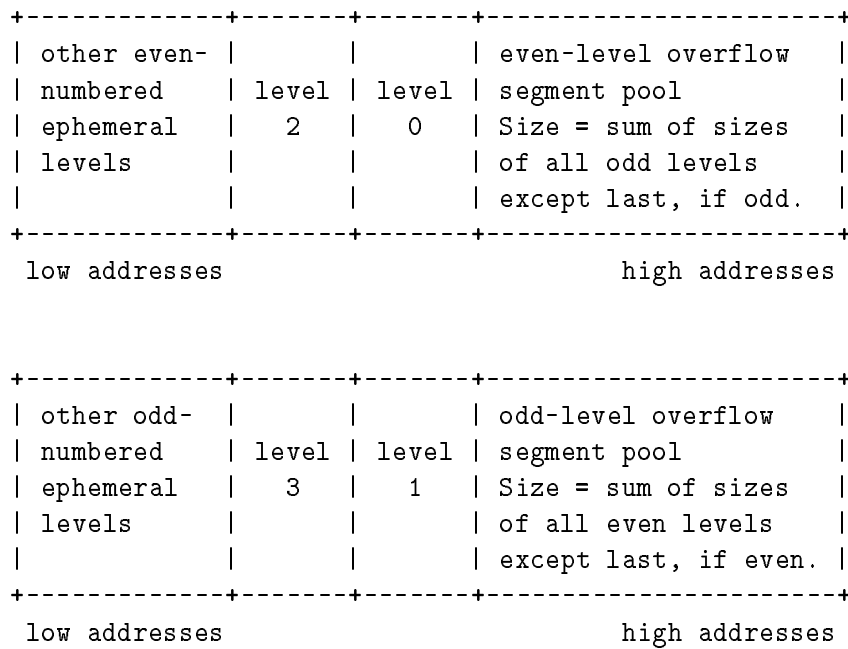 +-------------+-------+-------+-----------------------+
| other even- |       |       | even-level overflow   |
| numbered    | level | level | segment pool          |
| ephemeral   |   2   |   0   | Size = sum of sizes   |
| levels      |       |       | of all odd levels     |
|             |       |       | except last, if odd.  |
+-------------+-------+-------+-----------------------+
low addresses                           high addresses

+-------------+-------+-------+-----------------------+
| other odd-  |       |       | odd-level overflow    |
| numbered    | level | level | segment pool          |
| ephemeral   |   3   |   1   | Size = sum of sizes   |
| levels      |       |       | of all even levels    |
|             |       |       | except last, if even. |
+-------------+-------+-------+-----------------------+
low addresses                           high addresses